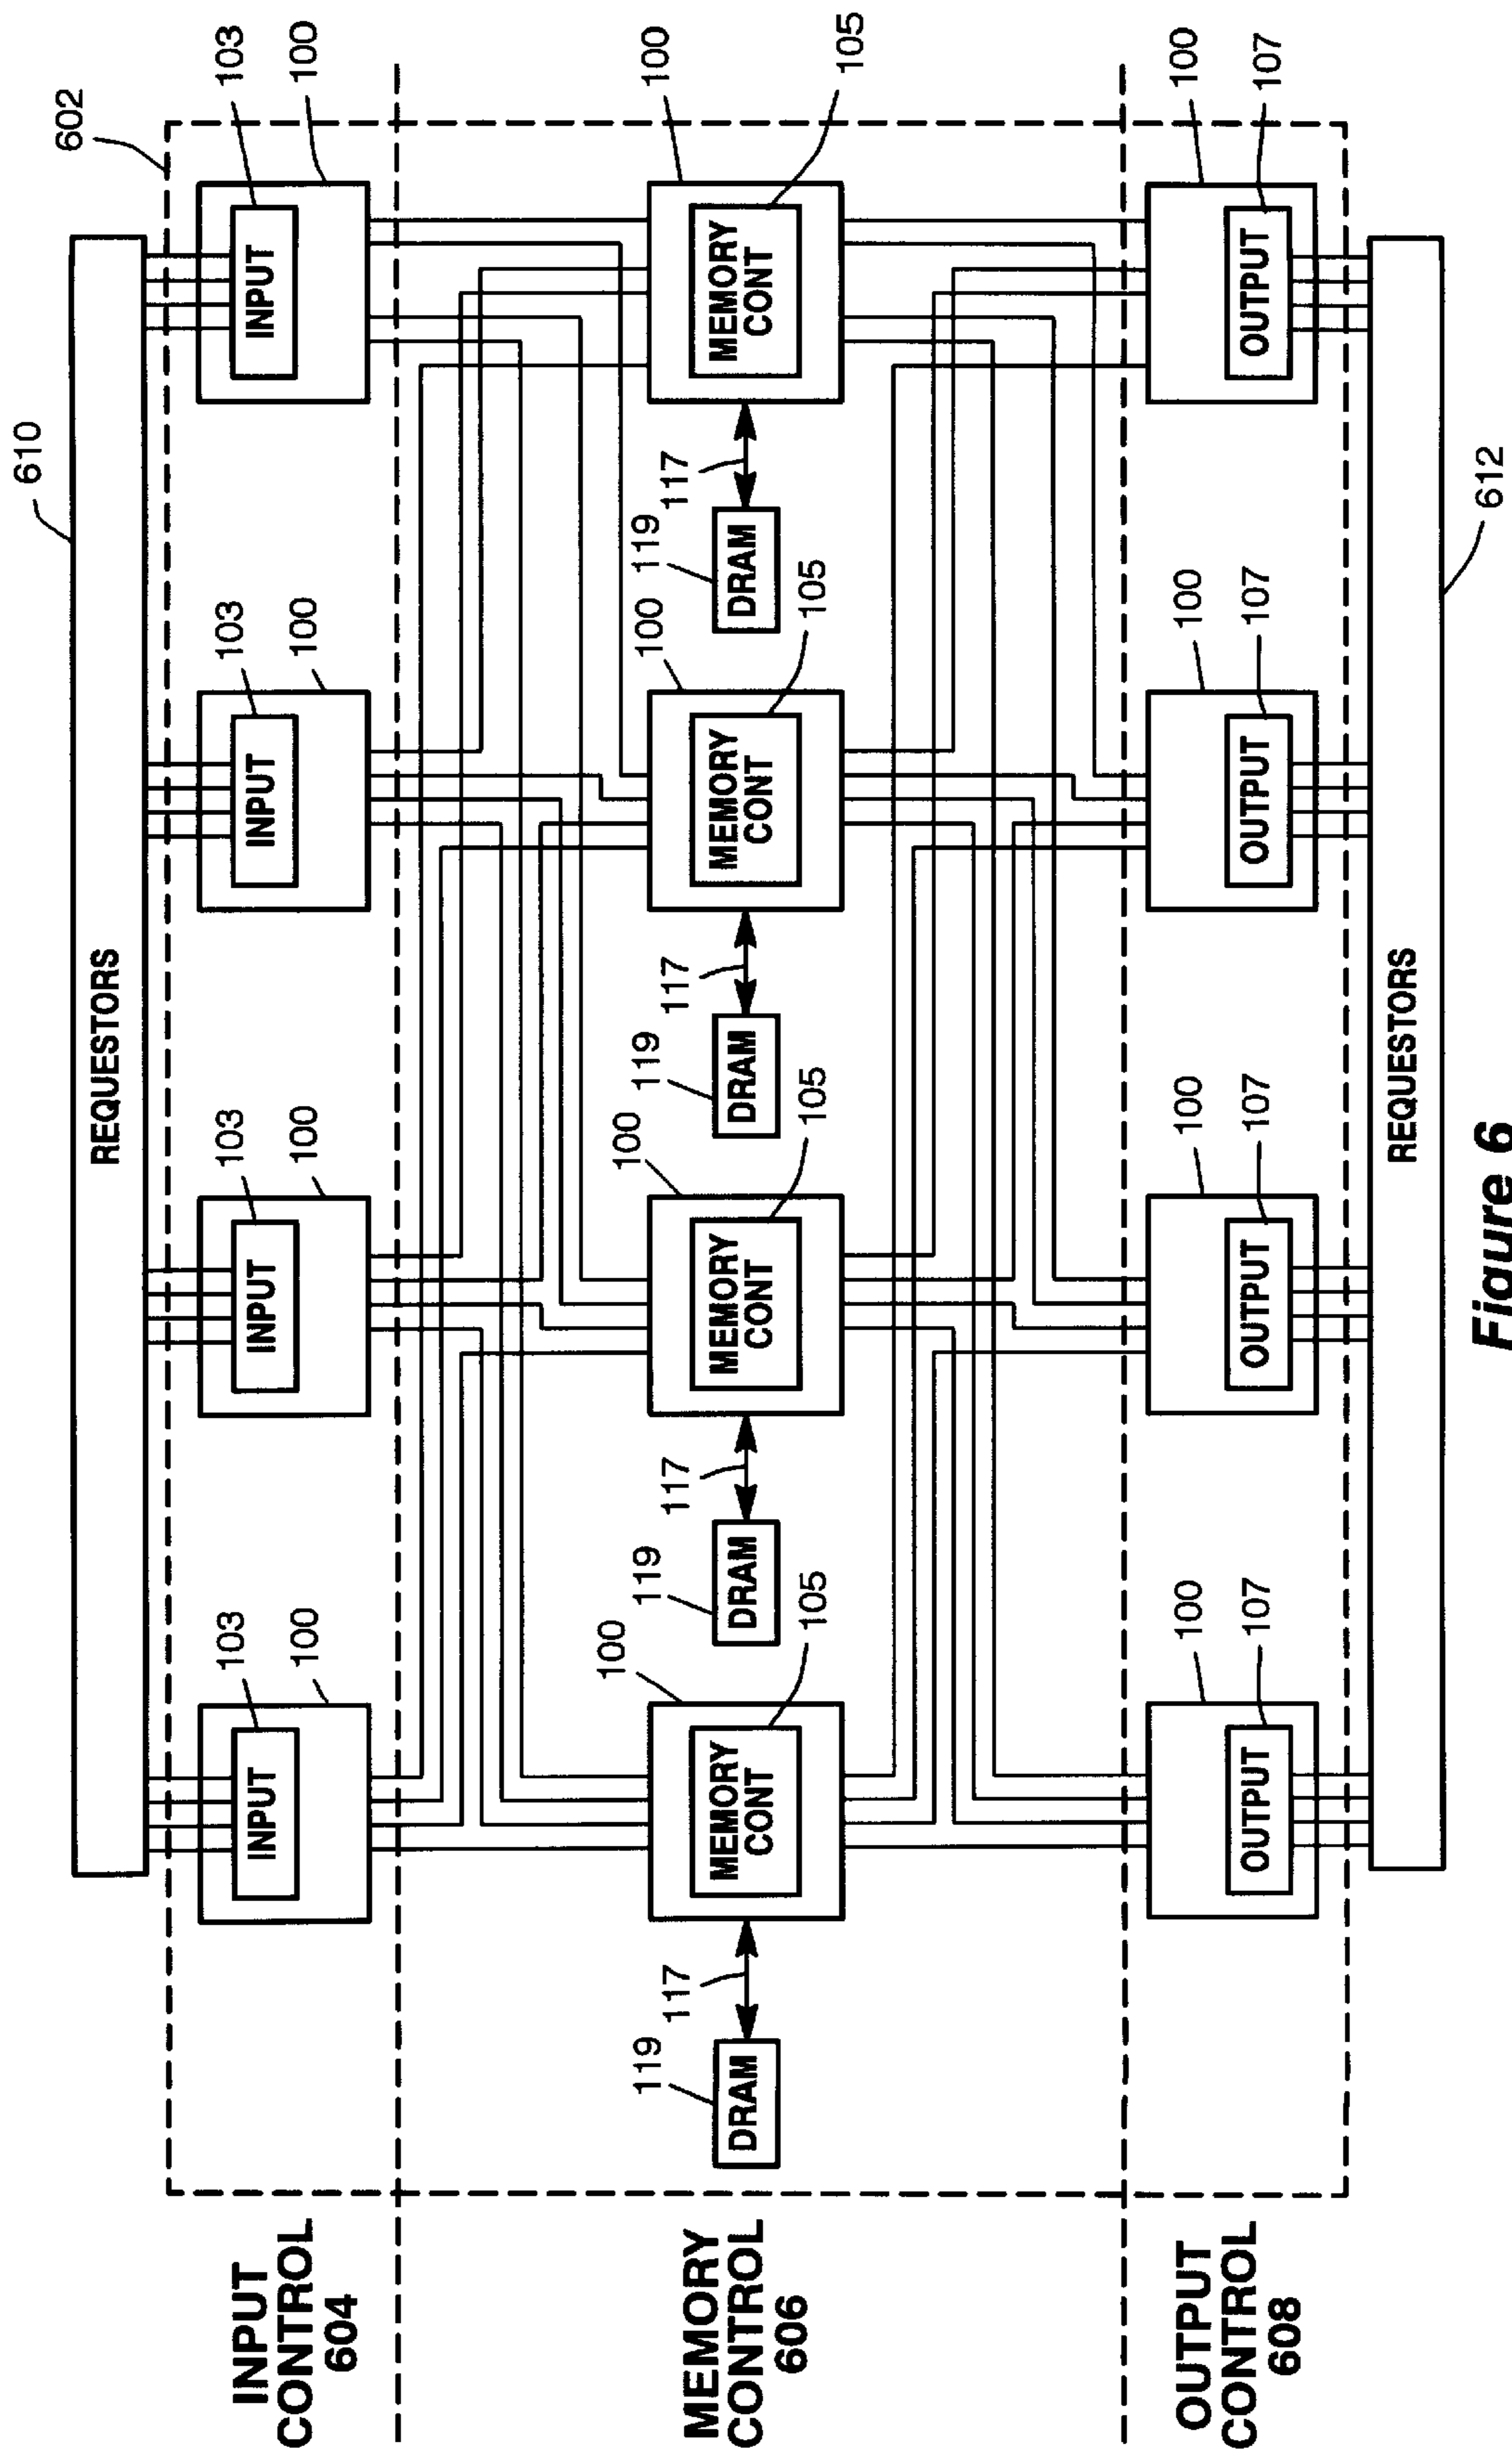 610
REQUESTORS
602
INPUT
CONTROL
604
103
100
INPUT
103
100
INPUT
103
100
INPUT
103
100
INPUT
MEMORY
CONTROL
606
119
DRAM
117
100
105
MEMORY
CONT
119
DRAM
117
100
105
MEMORY
CONT
119
DRAM
117
100
105
MEMORY
CONT
119
DRAM
117
100
105
MEMORY
CONT
OUTPUT
CONTROL
608
100
107
OUTPUT
100
107
OUTPUT
100
107
OUTPUT
100
107
OUTPUT
REQUESTORS
612
Figure 6